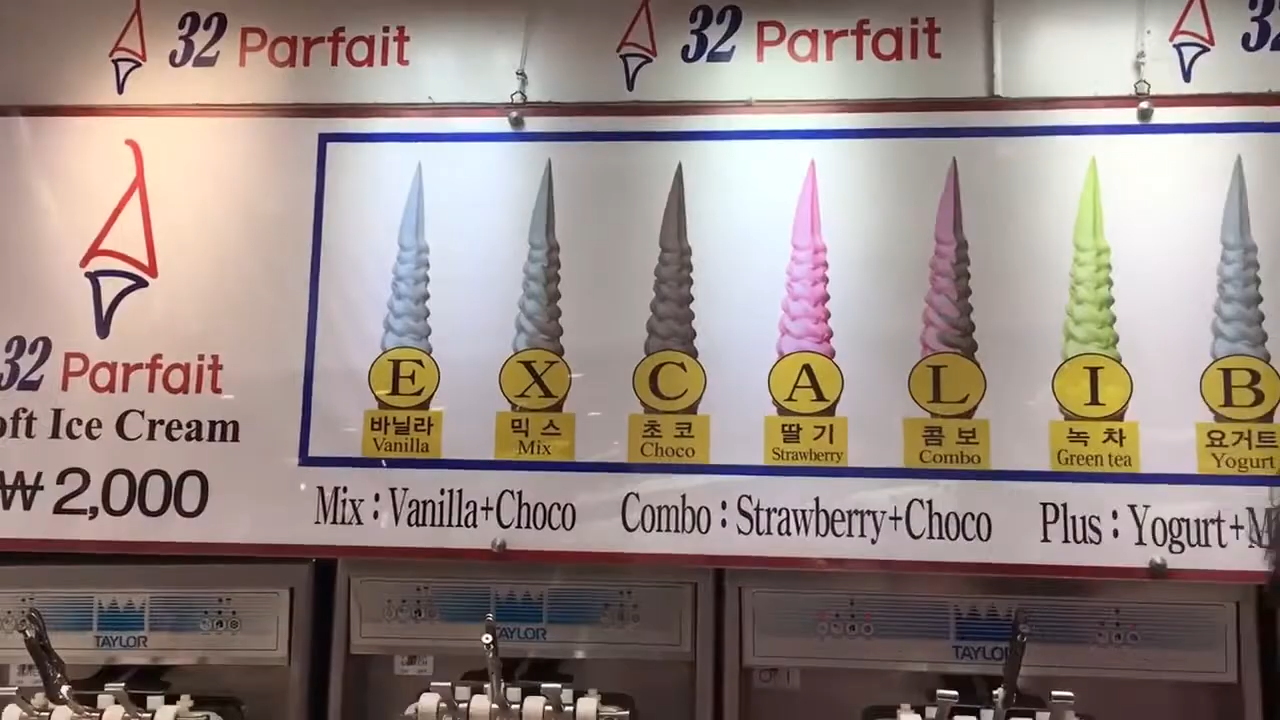 32 Parfait
32 Parfait
32
32 Parfait
oft Ice Cream
₩ 2,000
E
X
C
A
L
I
B
바닐라
Vanilla
믹 스
Mix
초 코
Choco
딸 기
Strawberry
콤 보
Combo
녹 차
Green tea
요거트
Yogurt
Mix : Vanilla+Choco
Combo : Strawberry+Choco
Plus : Yogurt+M
TAYLOR
TAYLOR
TAYLOR